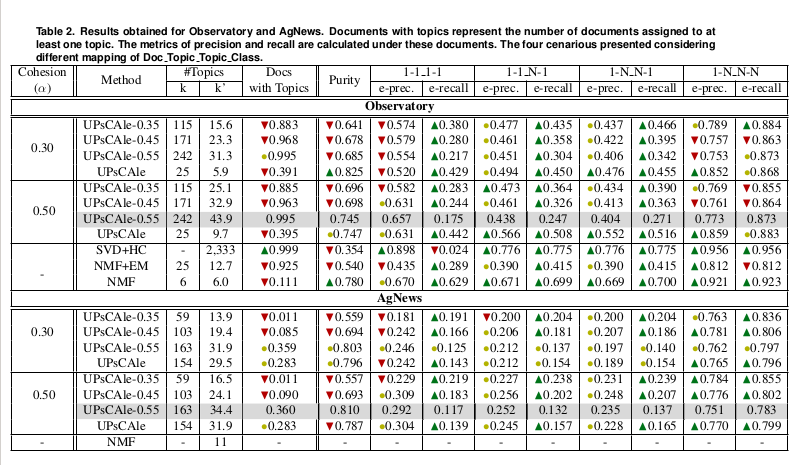 Table 2. Results obtained for Observatory and AgNews. Documents with topics represent the number of documents assigned to at
least one topic. The metrics of precision and recall are calculated under these documents. The four cenarious presented considering
different mapping of Doc_Topic_Topic_Class.
Cohesion #Topics Docs 1-1_1-1 1-1_N-1 1-N_N-1 1-N_N-N
(α) Method k k' with Topics Purity e-prec. e-recall e-prec. e-recall e-prec. e-recall e-prec. e-recall
Observatory
0.30
UPsCAle-0.35 115 15.6 ▼0.883 ▼0.641 ▼0.574 ▲0.380 ●0.477 ▲0.435 ●0.437 ▲0.466 ●0.789 ▲0.884
UPsCAle-0.45 171 23.3 ▼0.968 ▼0.678 ▼0.579 ▲0.280 ●0.461 ▲0.358 ●0.422 ▲0.395 ▼0.757 ▼0.863
UPsCAle-0.55 242 31.3 ●0.995 ▼0.685 ▼0.554 ▲0.217 ●0.451 ▲0.304 ●0.406 ▲0.342 ▼0.753 ●0.873
UPsCAle 25 5.9 ▼0.391 ▲0.825 ▼0.520 ▲0.429 ●0.494 ▲0.450 ▲0.476 ▲0.455 ▲0.852 ●0.868
0.50
UPsCAle-0.35 115 25.1 ▼0.885 ▼0.696 ▼0.582 ▲0.283 ▲0.473 ▲0.364 ●0.434 ▲0.390 ●0.769 ▼0.855
UPsCAle-0.45 171 32.9 ▼0.963 ▼0.698 ●0.631 ▲0.244 ●0.461 ▲0.326 ●0.413 ▲0.363 ▼0.761 ▼0.864
UPsCAle-0.55 242 43.9 0.995 0.745 0.657 0.175 0.438 0.247 0.404 0.271 0.773 0.873
UPsCAle 25 9.7 ▼0.395 ●0.747 ●0.631 ▲0.442 ▲0.566 ▲0.508 ▲0.552 ▲0.516 ▲0.859 ●0.883
-
SVD+HC - 2,333 ▲0.999 ▼0.354 ▲0.898 ▼0.024 ▲0.776 ▲0.775 ▲0.776 ▲0.775 ▲0.956 ▲0.956
NMF+EM 25 12.7 ▼0.925 ▼0.540 ▼0.435 ▲0.289 ●0.390 ▲0.415 ●0.390 ▲0.415 ▲0.812 ▼0.812
NMF 6 6.0 ▼0.111 ▲0.780 ●0.670 ▲0.629 ▲0.671 ▲0.699 ▲0.669 ▲0.700 ▲0.921 ▲0.923
AgNews
0.30
UPsCAle-0.35 59 13.9 ▼0.011 ▼0.559 ▼0.181 ▲0.191 ▼0.200 ▲0.204 ●0.200 ▲0.204 ●0.763 ▲0.836
UPsCAle-0.45 103 19.4 ▼0.085 ▼0.694 ▼0.242 ▲0.166 ●0.206 ▲0.181 ●0.207 ▲0.186 ▲0.781 ▲0.806
UPsCAle-0.55 163 31.9 ●0.359 ●0.803 ●0.246 ●0.125 ●0.212 ●0.137 ●0.197 ●0.140 ●0.762 ●0.797
UPsCAle 154 29.5 ●0.283 ●0.796 ▼0.242 ▲0.143 ●0.212 ▲0.154 ●0.189 ●0.154 ▲0.765 ▲0.796
0.50
UPsCAle-0.35 59 16.5 ▼0.011 ▼0.557 ▼0.229 ▲0.219 ●0.227 ▲0.238 ●0.231 ▲0.239 ▲0.784 ▲0.855
UPsCAle-0.45 103 24.1 ▼0.090 ▼0.693 ●0.309 ▲0.183 ●0.256 ▲0.202 ●0.248 ▲0.207 ▲0.776 ▲0.802
UPsCAle-0.55 163 34.4 0.360 0.810 0.292 0.117 0.252 0.132 0.235 0.137 0.751 0.783
UPsCAle 154 31.9 ●0.283 ▼0.787 ●0.304 ▲0.139 ●0.245 ▲0.157 ●0.228 ▲0.165 ▲0.770 ▲0.799
- NMF - 11 - - - - - - - - - -